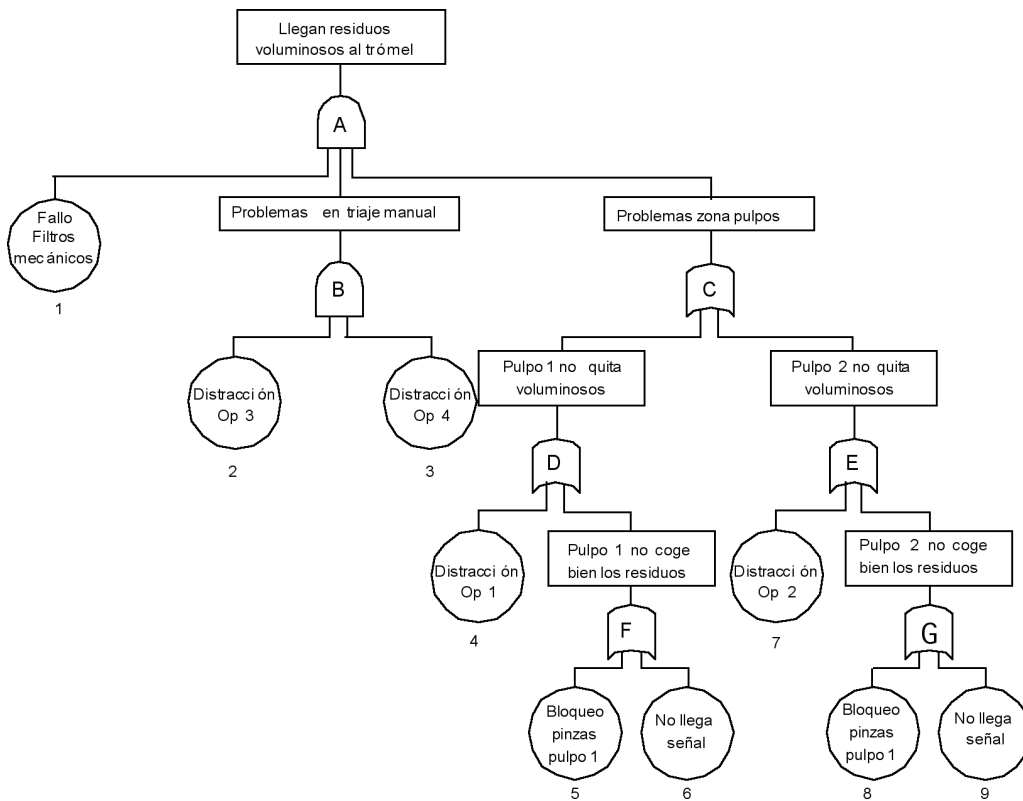 Llegan residuos
voluminosos al trómel
A
Fallo
Filtros
mecánicos
1
Problemas en triaje manual
Problemas zona pulpos
B
C
Distracción
Op 3
2
Distracción
Op 4
3
Pulpo 1 no quita
voluminosos
Pulpo 2 no quita
voluminosos
D
E
Distracción
Op 1
4
Pulpo 1 no coge
bien los residuos
Distracción
Op 2
7
Pulpo 2 no coge
bien los residuos
F
G
Bloqueo
pinzas
pulpo 1
5
No llega
señal
6
Bloqueo
pinzas
pulpo 1
8
No llega
señal
9